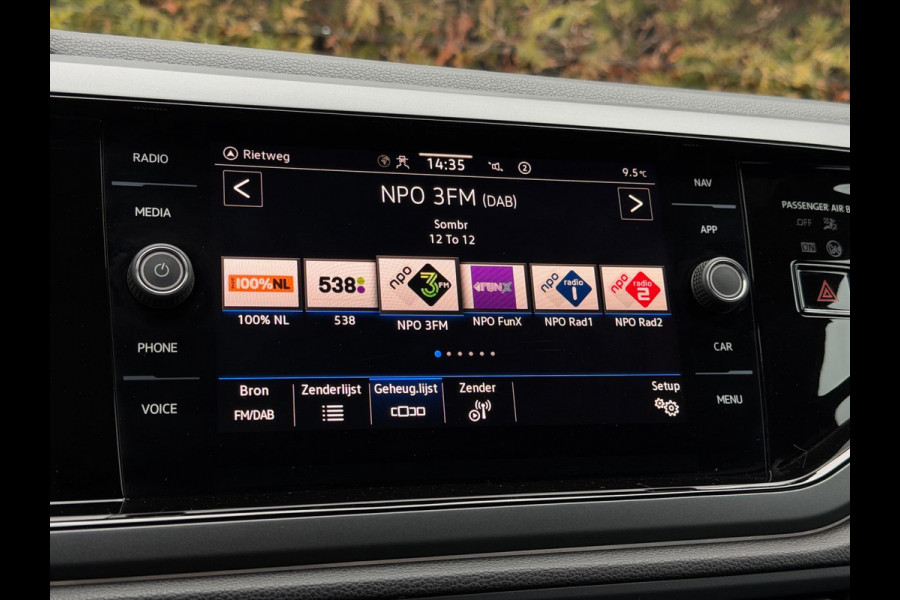 RADIO
MEDIA
PHONE
VOICE
Rietweg
14:35
2
9.5°C
<
NPO 3FM (DAB)
>
Sombr
12 To 12
100%NL
538
npo 3FM
FUNX
npo radio 1
npo radio 2
100% NL
538
NPO 3FM
NPO FunX
NPO Rad1
NPO Rad2
Bron
FM/DAB
Zenderlijst
Geheug.lijst
Zender
Setup
NAV
APP
CAR
MENU
PASSENGER AIR B
OFF
ON